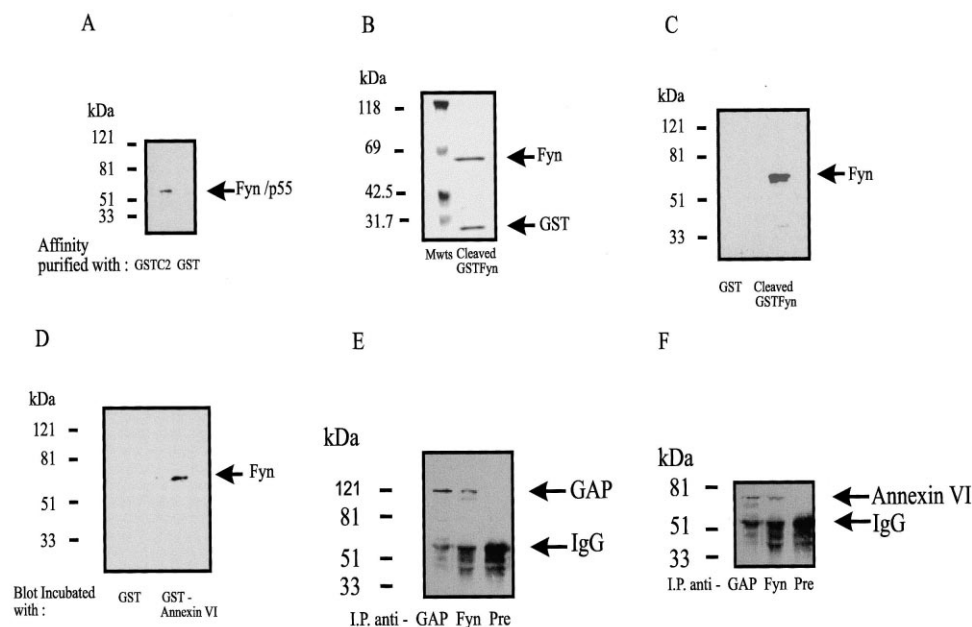 A
kDa
121
81
51
33
Fyn /p55
Affinity
purified with : GSTC2 GST
B
kDa
118
69
42.5
31.7
Fyn
GST
Mwts Cleaved
GSTFyn
C
kDa
121
81
51
33
Fyn
GST Cleaved
GSTFyn
D
kDa
121
81
51
33
Fyn
Blot Incubated
with :
GST GST -
Annexin VI
E
kDa
121
81
51
33
GAP
IgG
I.P. anti - GAP Fyn Pre
F
kDa
81
51
33
Annexin VI
IgG
I.P. anti - GAP Fyn Pre